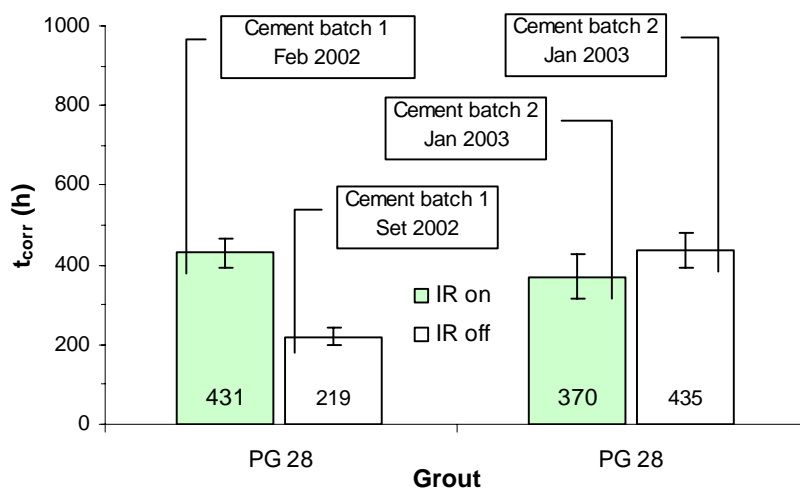 1000
800
600
400
200
0
t_corr (h)
Cement batch 1
Feb 2002
Cement batch 2
Jan 2003
Cement batch 2
Jan 2003
Cement batch 1
Set 2002
IR on
IR off
431
219
370
435
PG 28
PG 28
Grout